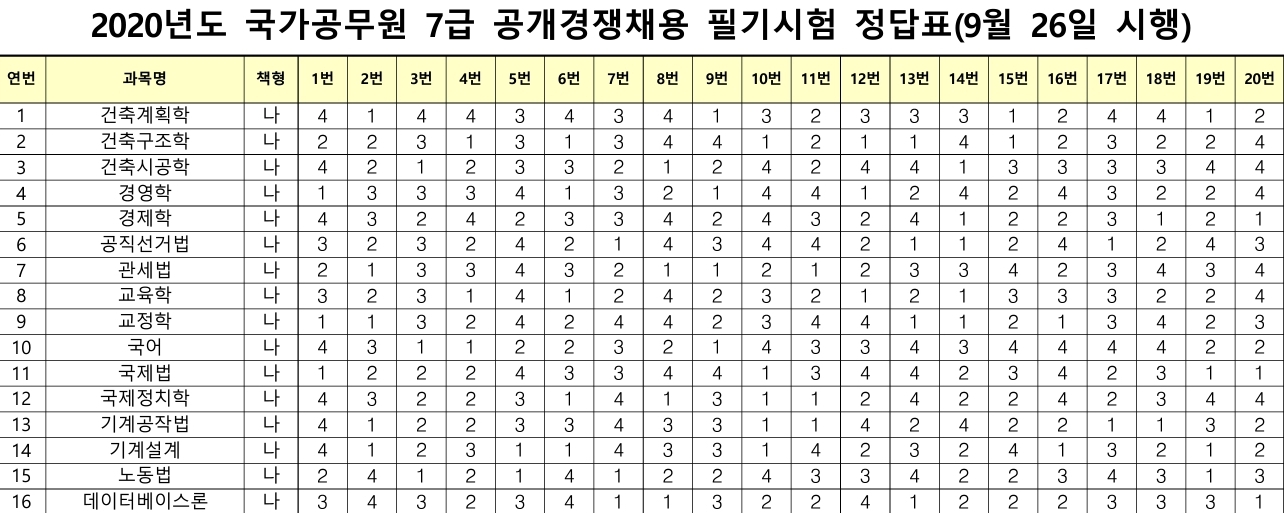 2020년도 국가공무원 7급 공개경쟁채용 필기시험 정답표(9월 26일 시행)
연번 과목명 책형 1번 2번 3번 4번 5번 6번 7번 8번 9번 10번 11번 12번 13번 14번 15번 16번 17번 18번 19번 20번
1 건축계획학 나 4 1 4 4 3 4 3 4 1 3 2 3 3 3 1 2 4 4 1 2
2 건축구조학 나 2 2 3 1 3 1 3 4 4 1 2 1 1 4 1 2 3 2 2 4
3 건축시공학 나 4 2 1 2 3 3 2 1 2 4 2 4 4 1 3 3 3 3 4 4
4 경영학 나 1 3 3 3 4 1 3 2 1 4 4 1 2 4 2 4 3 2 2 4
5 경제학 나 4 3 2 4 2 3 3 4 2 4 3 2 4 1 2 2 3 1 2 1
6 공직선거법 나 3 2 3 2 4 2 1 4 3 4 4 2 1 1 2 4 1 2 4 3
7 관세법 나 2 1 3 3 4 3 2 1 1 2 1 2 3 3 4 2 3 4 3 4
8 교육학 나 3 2 3 1 4 1 2 4 2 3 2 1 2 1 3 3 3 2 2 4
9 교정학 나 1 1 3 2 4 2 4 4 2 3 4 4 1 1 2 1 3 4 2 3
10 국어 나 4 3 1 1 2 2 3 2 1 4 3 3 4 3 4 4 4 4 2 2
11 국제법 나 1 2 2 2 4 3 3 4 4 1 3 4 4 2 3 4 2 3 1 1
12 국제정치학 나 4 3 2 2 3 1 4 1 3 1 1 2 4 2 2 4 2 3 4 4
13 기계공작법 나 4 1 2 2 3 3 4 3 3 1 1 4 2 4 2 2 1 1 3 2
14 기계설계 나 4 1 2 3 1 1 4 3 3 1 4 2 3 2 4 1 3 2 1 2
15 노동법 나 2 4 1 2 1 4 1 2 2 4 3 3 4 2 2 3 4 3 1 3
16 데이터베이스론 나 3 4 3 2 3 4 1 1 3 2 2 4 1 2 2 2 3 3 3 1